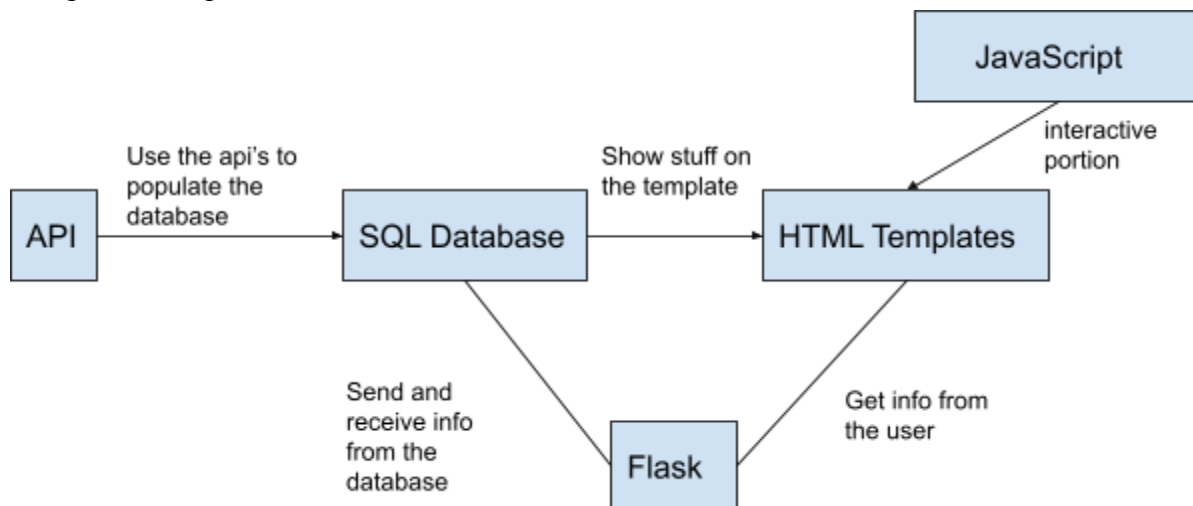 JavaScript
interactive
portion
Use the api's to
populate the
database
Show stuff on
the template
API
SQL Database
HTML Templates
Send and
receive info
from the
database
Get info from
the user
Flask